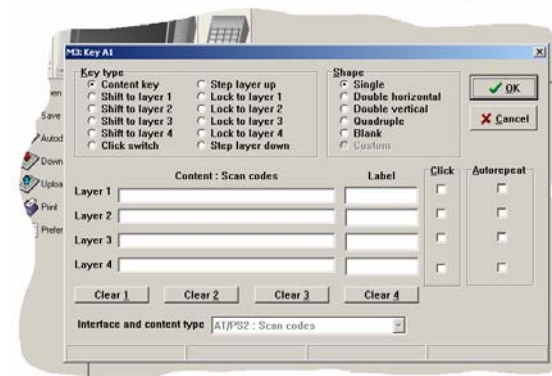 M3: Key A1
Key type
Content key
Shift to layer 1
Shift to layer 2
Shift to layer 3
Shift to layer 4
Click switch
Step layer up
Lock to layer 1
Lock to layer 2
Lock to layer 3
Lock to layer 4
Step layer down
Shape
Single
Double horizontal
Double vertical
Quadruple
Blank
Custom
OK
Cancel
Save
Autod
Down
Uploa
Print
Prefer
Content : Scan codes Label Click Autorepeat
Layer 1
Layer 2
Layer 3
Layer 4
Clear 1 Clear 2 Clear 3 Clear 4
Interface and content type AT/PS2 : Scan codes